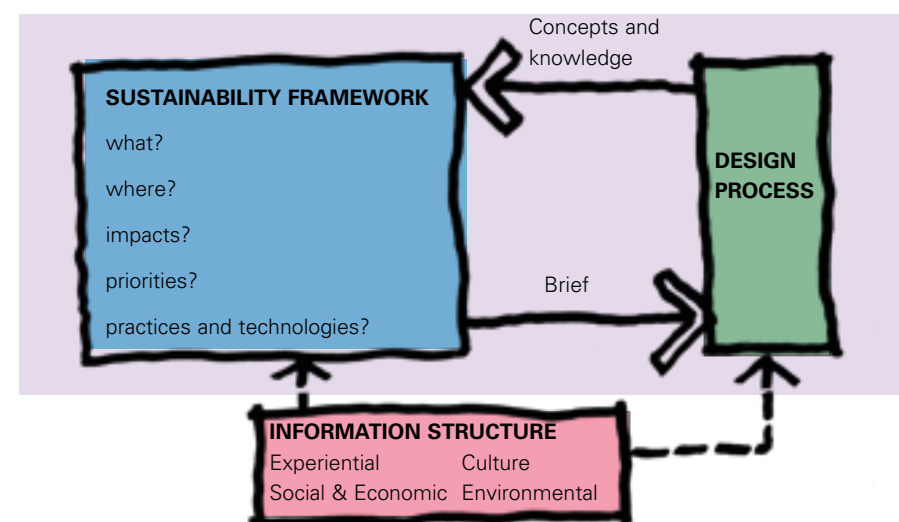 Concepts and
knowledge
SUSTAINABILITY FRAMEWORK
what?
where?
impacts?
priorities?
practices and technologies?
DESIGN
PROCESS
Brief
INFORMATION STRUCTURE
Experiential Culture
Social & Economic Environmental